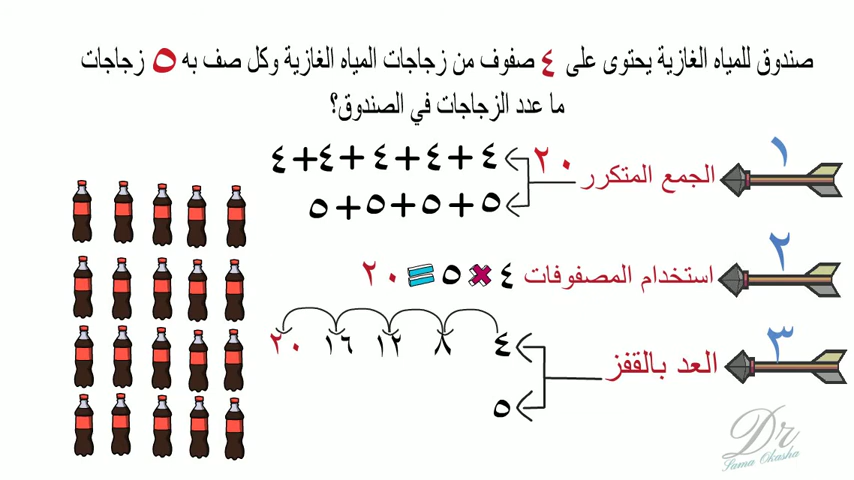 صندوق للمياه الغازية يحتوى على ٤ صفوف من زجاجات المياه الغازية وكل صف به ٥ زجاجات
ما عدد الزجاجات في الصندوق؟
١ الجمع المتكرر ٢٠
٤ + ٤ + ٤ + ٤ + ٤
٥ + ٥ + ٥ + ٥
٢ استخدام المصفوفات ٤ × ٥ = ٢٠
٣ العد بالقفز
٤ ٨ ١٢ ١٦ ٢٠
٥
Dr
Sama Okasha